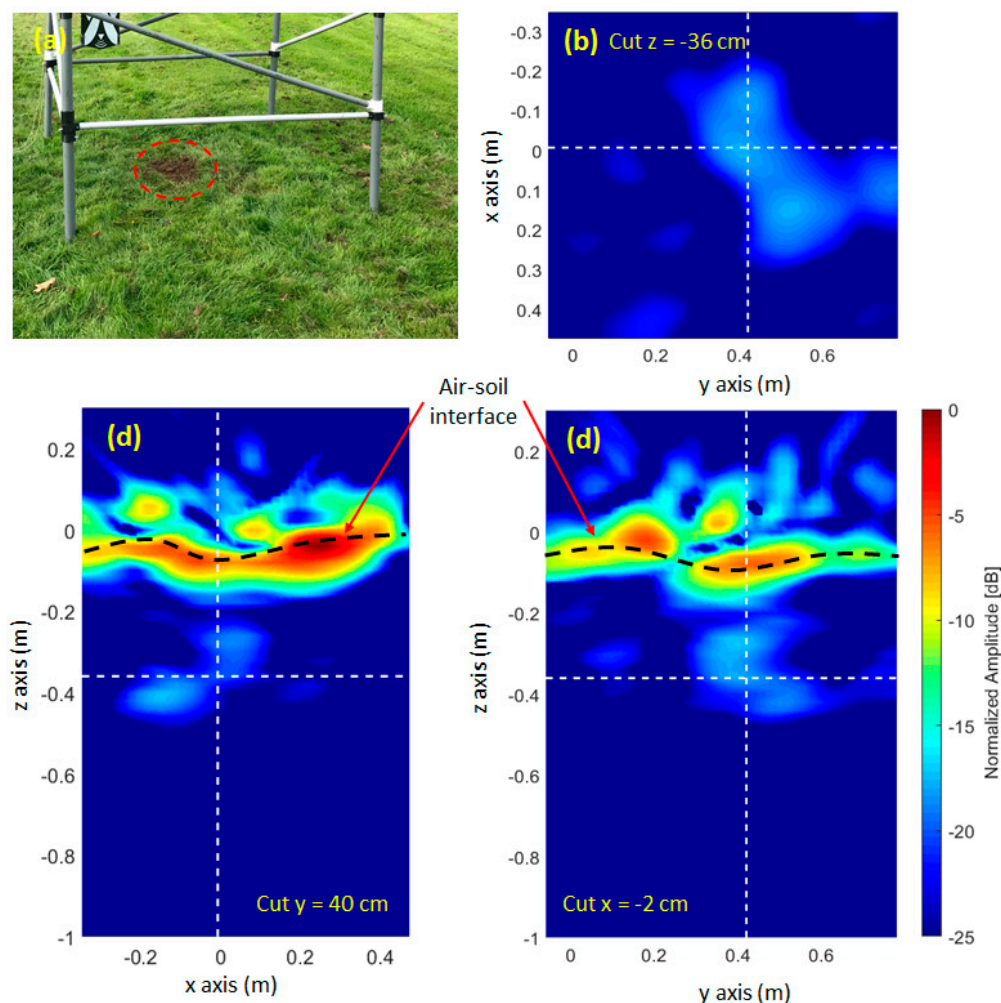 (a)
(b) Cut z = -36 cm
-0.3
-0.2
-0.1
0
0.1
0.2
0.3
0.4
x axis (m)
0 0.2 0.4 0.6
y axis (m)
Air-soil
interface
(d)
0.2
0
-0.2
-0.4
-0.6
-0.8
-1
z axis (m)
Cut y = 40 cm
-0.2 0 0.2 0.4
x axis (m)
(d)
0.2
0
-0.2
-0.4
-0.6
-0.8
-1
z axis (m)
Cut x = -2 cm
0 0.2 0.4 0.6
y axis (m)
0
-5
-10
-15
-20
-25
Normalized Amplitude [dB]